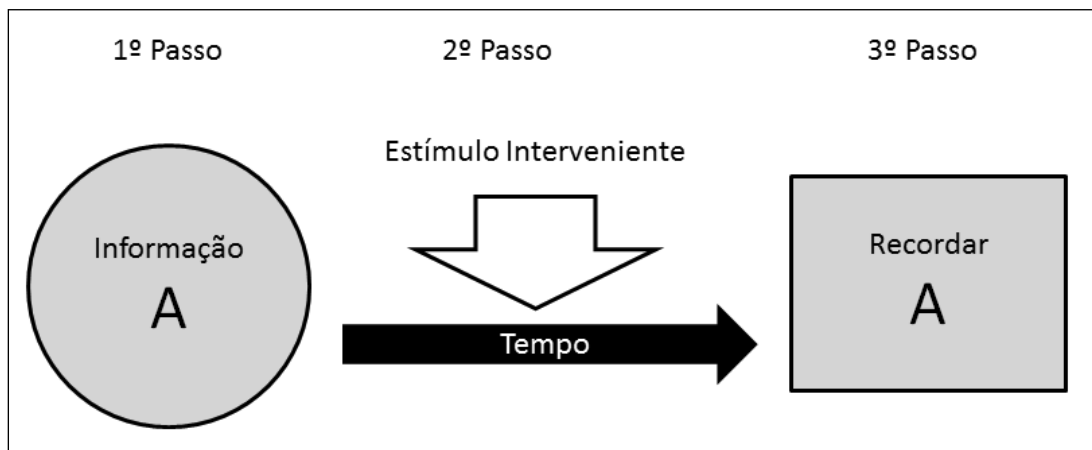 1º Passo
2º Passo
3º Passo
Estímulo Interveniente
Informação
A
Tempo
Recordar
A